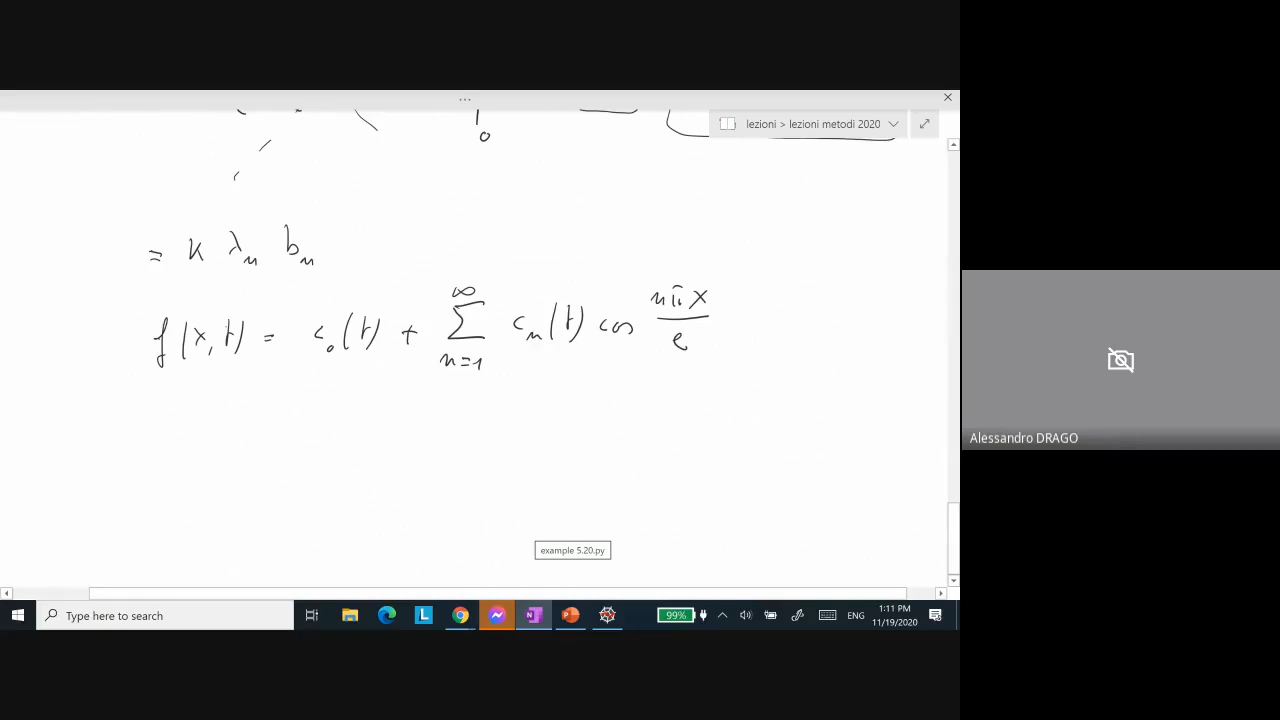 lezioni > lezioni metodi 2020
0
= k λₙ bₙ
f(x,t) = c₀(t) + ∑ₙ₌₁^∞ cₙ(t) cos nπx/ℓ
example 5.20.py
Alessandro DRAGO
Type here to search
L
N
P
99%
ENG
1:11 PM
11/19/2020